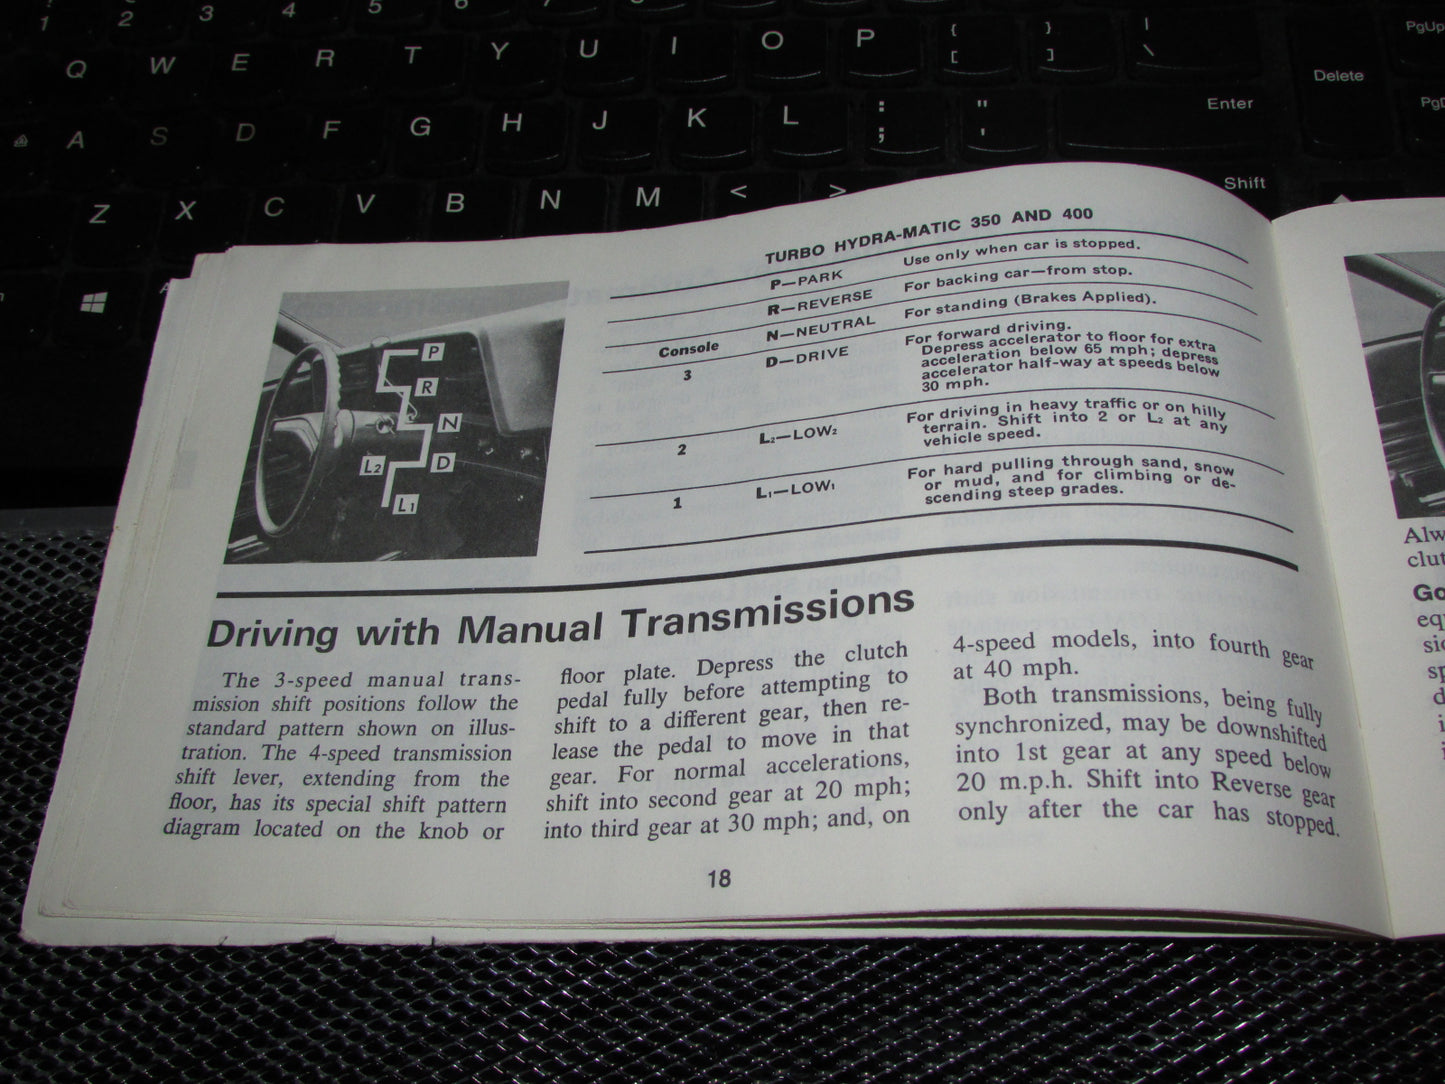 1 2 3 4 5 6
Q W E R T Y U I O P { [ } ] | \
Delete
PgUp
A S D F G H J K L : ; " '
Enter
Z X C V B N M < >
Shift
TURBO HYDRA-MATIC 350 AND 400
P—PARK Use only when car is stopped.
R—REVERSE For backing car—from stop.
N—NEUTRAL For standing (Brakes Applied).
Console
3 D—DRIVE For forward driving.
Depress accelerator to floor for extra
acceleration below 65 mph; depress
accelerator half-way at speeds below
30 mph.
2 L2—LOW2 For driving in heavy traffic or on hilly
terrain. Shift into 2 or L2 at any
vehicle speed.
1 L1—LOW1 For hard pulling through sand, snow
or mud, and for climbing or de-
scending steep grades.
P
R
N
L2 D
L1
Driving with Manual Transmissions
The 3-speed manual trans-
mission shift positions follow the
standard pattern shown on illus-
tration. The 4-speed transmission
shift lever, extending from the
floor, has its special shift pattern
diagram located on the knob or
floor plate. Depress the clutch
pedal fully before attempting to
shift to a different gear, then re-
lease the pedal to move in that
gear. For normal accelerations,
shift into second gear at 20 mph;
into third gear at 30 mph; and, on
4-speed models, into fourth gear
at 40 mph.
Both transmissions, being fully
synchronized, may be downshifted
into 1st gear at any speed below
20 m.p.h. Shift into Reverse gear
only after the car has stopped.
18